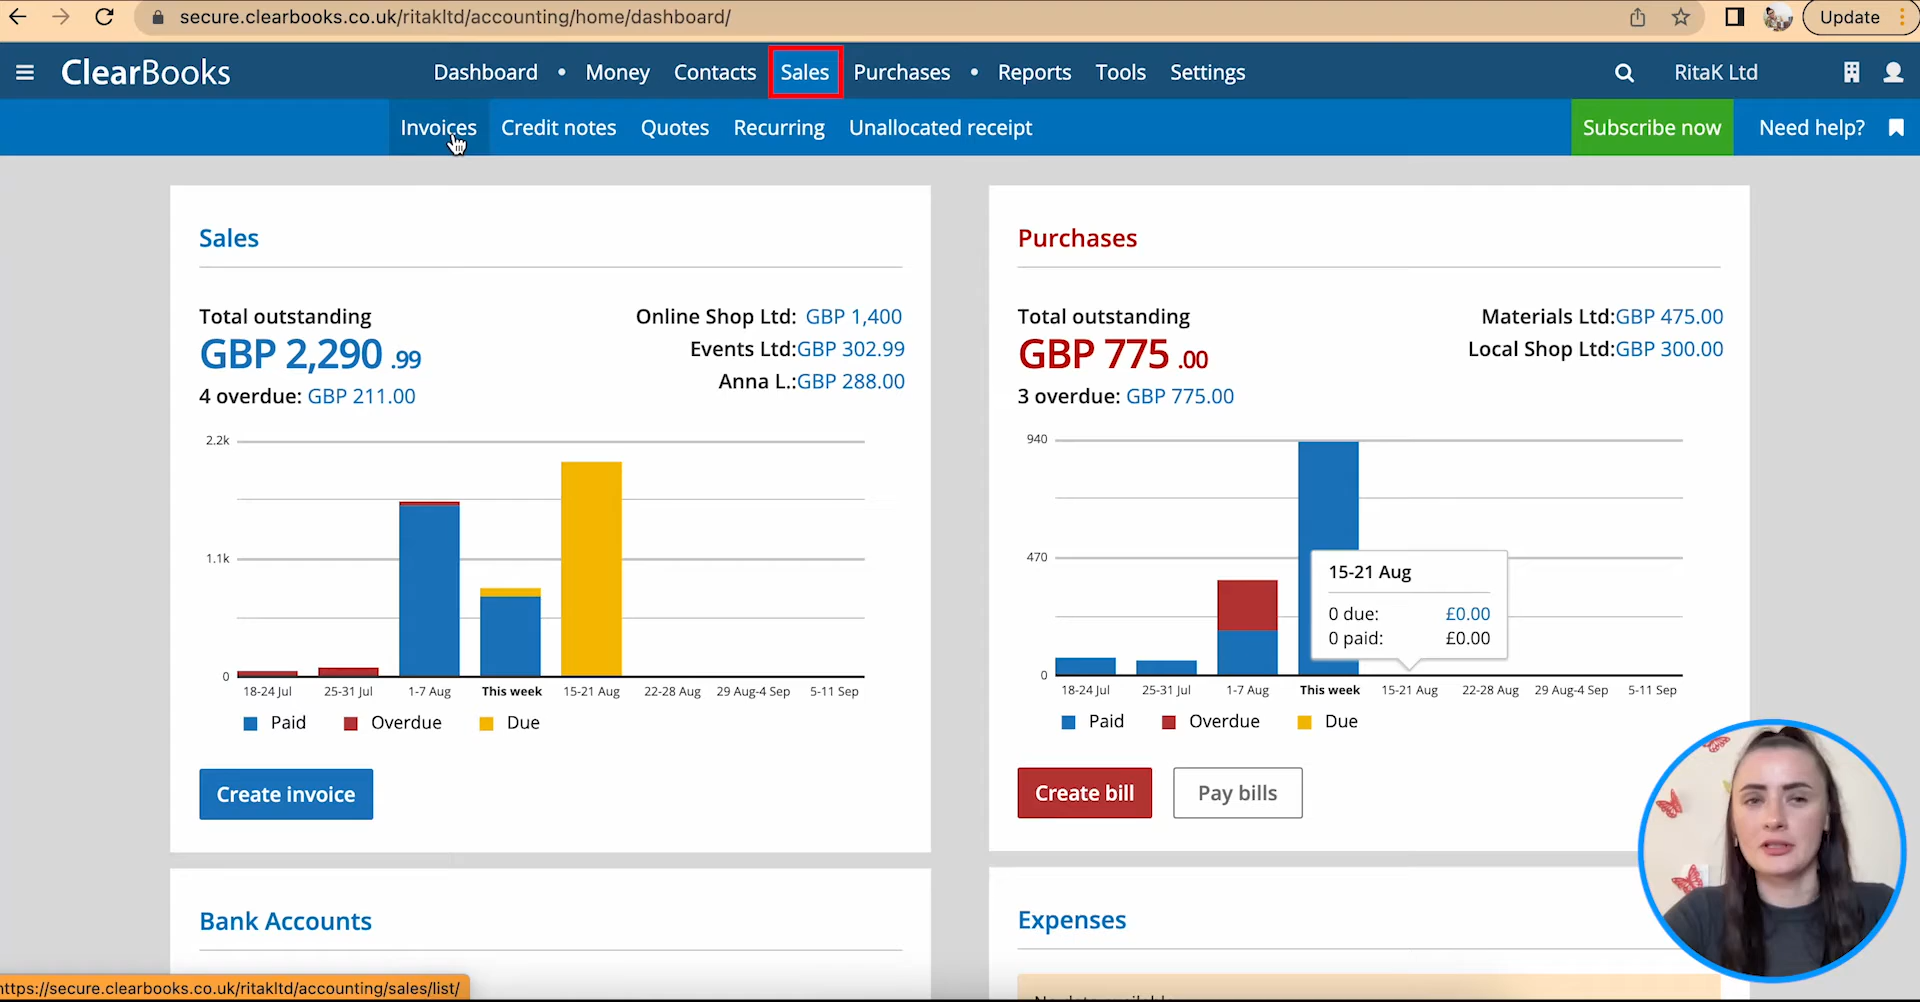 secure.clearbooks.co.uk/ritakltd/accounting/home/dashboard/
Update
ClearBooks
Dashboard • Money Contacts Sales Purchases • Reports Tools Settings
RitaK Ltd
Invoices Credit notes Quotes Recurring Unallocated receipt
Subscribe now
Need help?
Sales
Total outstanding
GBP 2,290 .99
4 overdue: GBP 211.00
Online Shop Ltd: GBP 1,400
Events Ltd:GBP 302.99
Anna L.:GBP 288.00
2.2k
1.1k
0
18-24 Jul 25-31 Jul 1-7 Aug This week 15-21 Aug 22-28 Aug 29 Aug-4 Sep 5-11 Sep
Paid Overdue Due
Create invoice
Purchases
Total outstanding
GBP 775 .00
3 overdue: GBP 775.00
Materials Ltd:GBP 475.00
Local Shop Ltd:GBP 300.00
940
470
0
15-21 Aug
0 due: £0.00
0 paid: £0.00
18-24 Jul 25-31 Jul 1-7 Aug This week 15-21 Aug 22-28 Aug 29 Aug-4 Sep 5-11 Sep
Paid Overdue Due
Create bill
Pay bills
Bank Accounts
Expenses
https://secure.clearbooks.co.uk/ritakltd/accounting/sales/list/